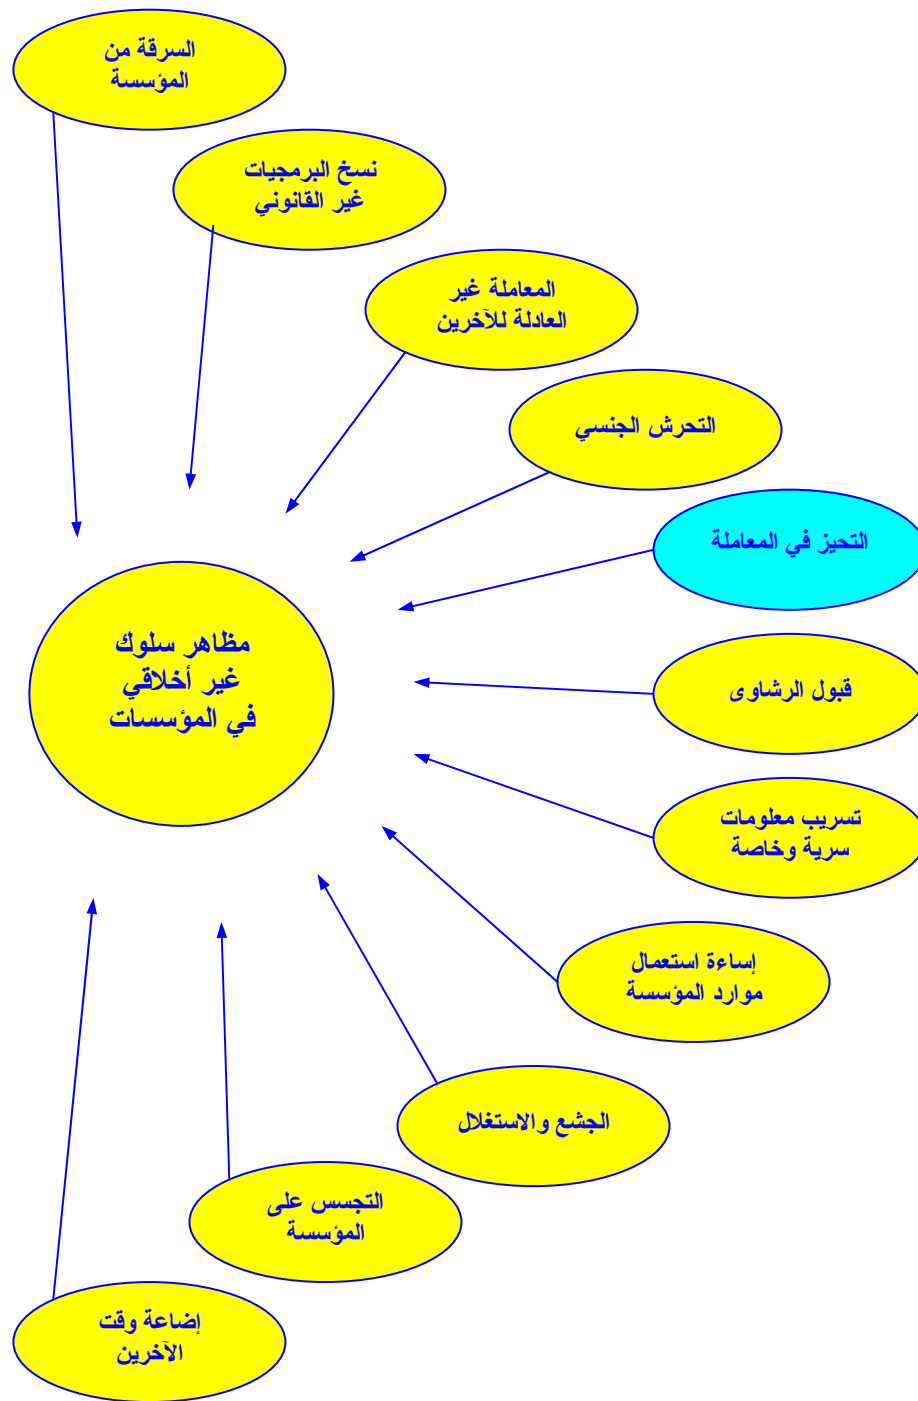 السرقة من
المؤسسة
نسخ البرمجيات
غير القانوني
المعاملة غير
العادلة للآخرين
التحرش الجنسي
التحيز في المعاملة
مظاهر سلوك
غير أخلاقي
في المؤسسات
قبول الرشاوى
تسريب معلومات
سرية وخاصة
إساءة استعمال
موارد المؤسسة
الجشع والاستغلال
التجسس على
المؤسسة
إضاعة وقت
الآخرين